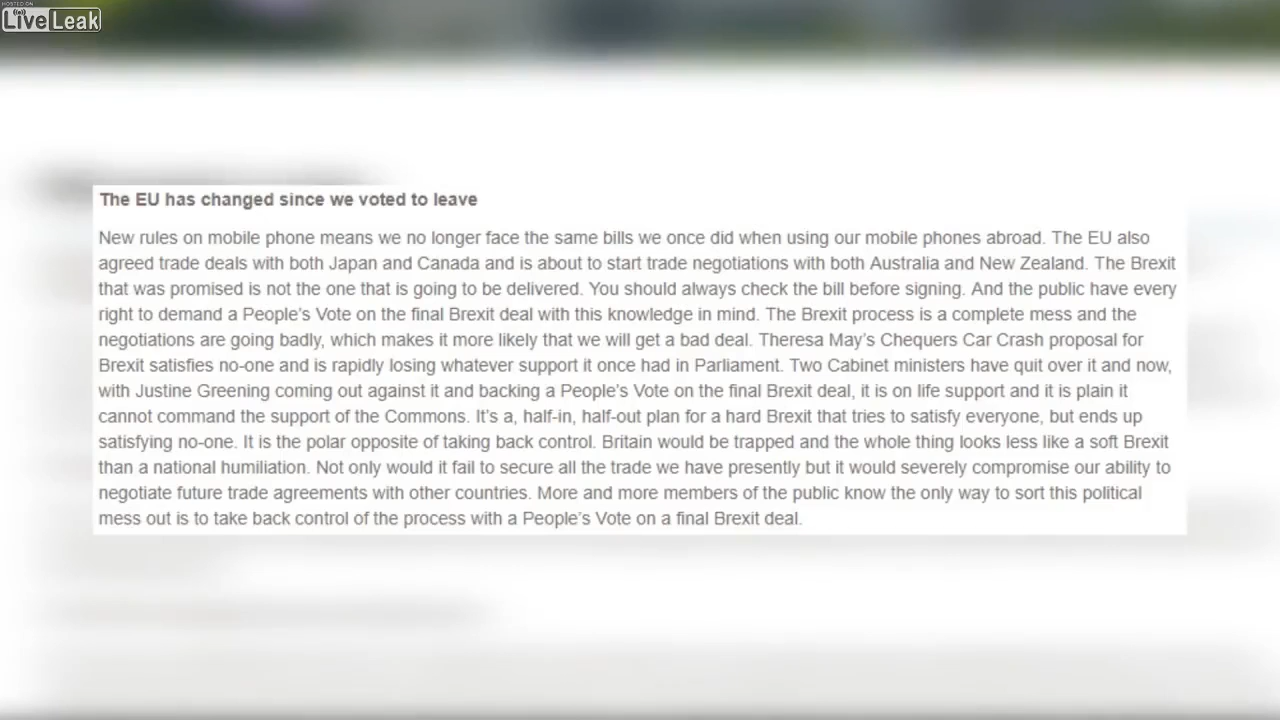 HOSTED ON
LiveLeak
The EU has changed since we voted to leave
New rules on mobile phone means we no longer face the same bills we once did when using our mobile phones abroad. The EU also
agreed trade deals with both Japan and Canada and is about to start trade negotiations with both Australia and New Zealand. The Brexit
that was promised is not the one that is going to be delivered. You should always check the bill before signing. And the public have every
right to demand a People's Vote on the final Brexit deal with this knowledge in mind. The Brexit process is a complete mess and the
negotiations are going badly, which makes it more likely that we will get a bad deal. Theresa May's Chequers Car Crash proposal for
Brexit satisfies no-one and is rapidly losing whatever support it once had in Parliament. Two Cabinet ministers have quit over it and now,
with Justine Greening coming out against it and backing a People's Vote on the final Brexit deal, it is on life support and it is plain it
cannot command the support of the Commons. It's a, half-in, half-out plan for a hard Brexit that tries to satisfy everyone, but ends up
satisfying no-one. It is the polar opposite of taking back control. Britain would be trapped and the whole thing looks less like a soft Brexit
than a national humiliation. Not only would it fail to secure all the trade we have presently but it would severely compromise our ability to
negotiate future trade agreements with other countries. More and more members of the public know the only way to sort this political
mess out is to take back control of the process with a People's Vote on a final Brexit deal.